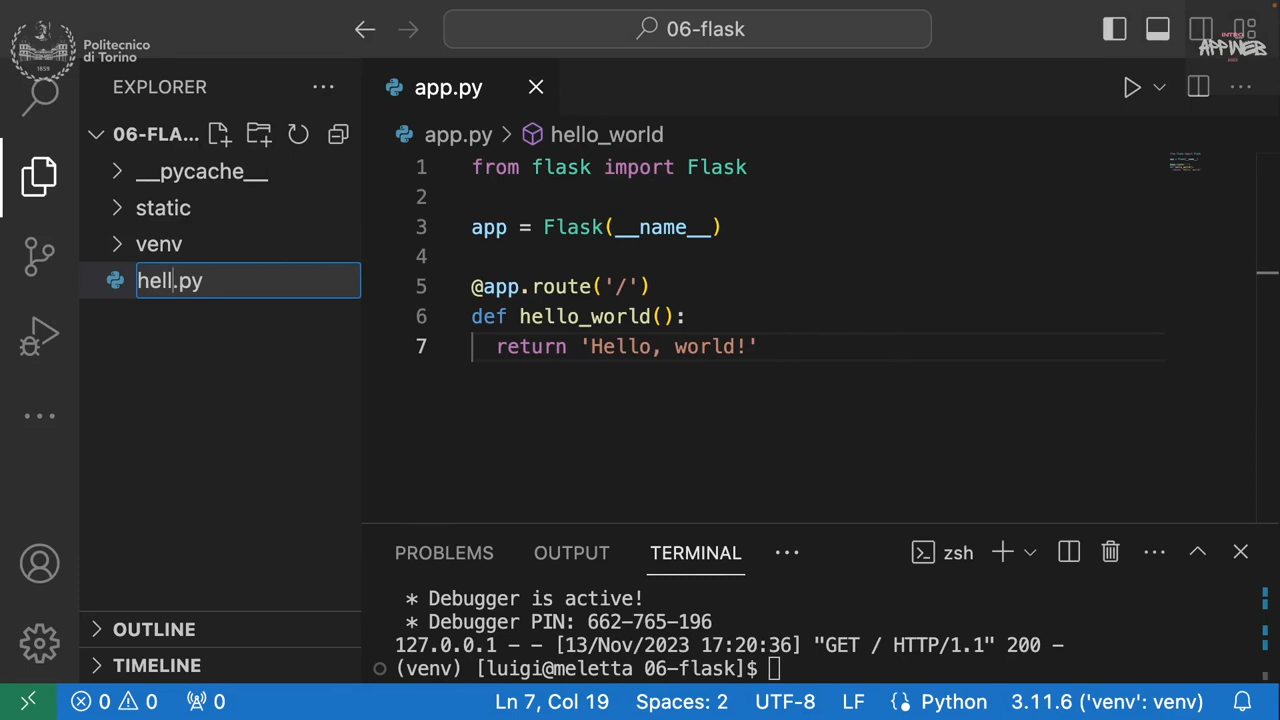 Politecnico
di Torino
1859
06-flask
INTRO
APPWEB
2023
EXPLORER
app.py
06-FLA...
app.py > hello_world
__pycache__
static
venv
hell.py
1 from flask import Flask
2
3 app = Flask(__name__)
4
5 @app.route('/')
6 def hello_world():
7 return 'Hello, world!'
PROBLEMS OUTPUT TERMINAL ... zsh
* Debugger is active!
* Debugger PIN: 662-765-196
127.0.0.1 - - [13/Nov/2023 17:20:36] "GET / HTTP/1.1" 200 -
(venv) [luigi@meletta 06-flask]$
OUTLINE
TIMELINE
0 0 0 Ln 7, Col 19 Spaces: 2 UTF-8 LF Python 3.11.6 ('venv': venv)